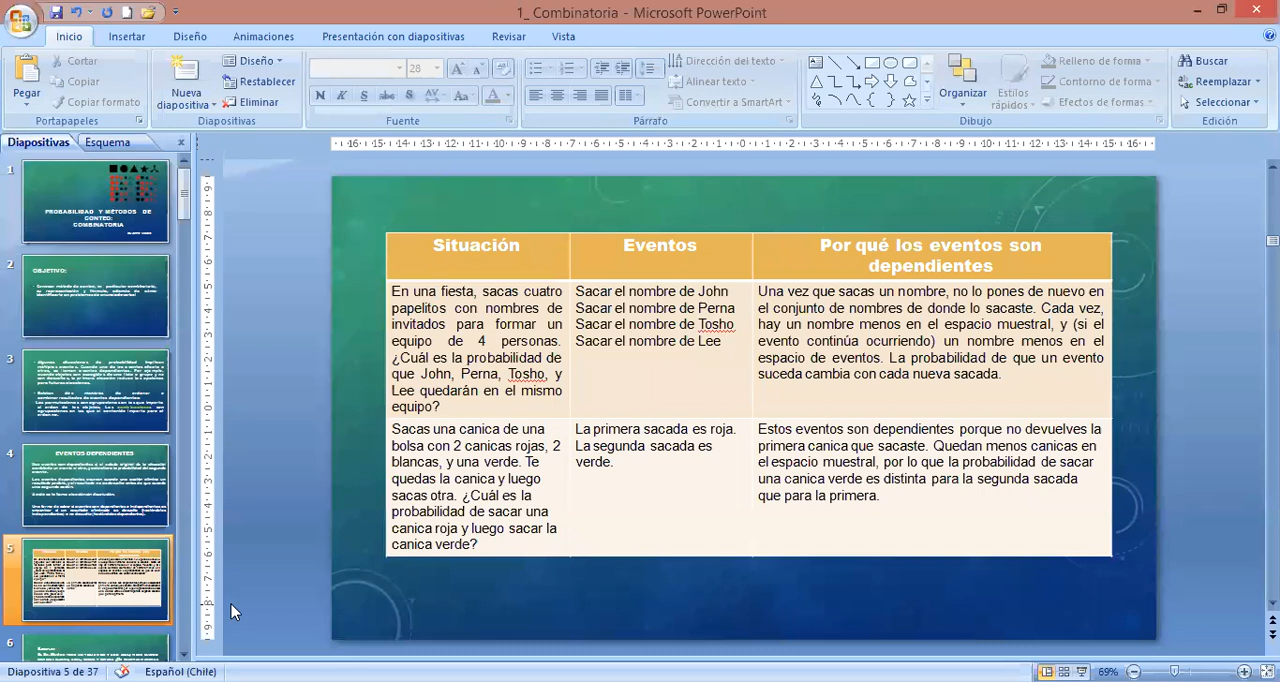 1_ Combinatoria - Microsoft PowerPoint
Inicio Insertar Diseño Animaciones Presentación con diapositivas Revisar Vista
Pegar
Cortar
Copiar
Copiar formato
Portapapeles
Nueva
diapositiva
Diseño
Restablecer
Eliminar
Diapositivas
28
Fuente
Párrafo
Dirección del texto
Alinear texto
Convertir a SmartArt
Organizar
Estilos
rápidos
Relleno de forma
Contorno de forma
Efectos de formas
Dibujo
Buscar
Reemplazar
Seleccionar
Edición
Diapositivas Esquema
1
PROBABILIDAD Y MÉTODOS DE
CONTEO:
COMBINATORIA
2
OBJETIVO:
3
4
EVENTOS DEPENDIENTES
5
6
Situación
Eventos
Por qué los eventos son
dependientes
En una fiesta, sacas cuatro
papelitos con nombres de
invitados para formar un
equipo de 4 personas.
¿Cuál es la probabilidad de
que John, Perna, Tosho, y
Lee quedarán en el mismo
equipo?
Sacar el nombre de John
Sacar el nombre de Perna
Sacar el nombre de Tosho
Sacar el nombre de Lee
Una vez que sacas un nombre, no lo pones de nuevo en
el conjunto de nombres de donde lo sacaste. Cada vez,
hay un nombre menos en el espacio muestral, y (si el
evento continúa ocurriendo) un nombre menos en el
espacio de eventos. La probabilidad de que un evento
suceda cambia con cada nueva sacada.
Sacas una canica de una
bolsa con 2 canicas rojas, 2
blancas, y una verde. Te
quedas la canica y luego
sacas otra. ¿Cuál es la
probabilidad de sacar una
canica roja y luego sacar la
canica verde?
La primera sacada es roja.
La segunda sacada es
verde.
Estos eventos son dependientes porque no devuelves la
primera canica que sacaste. Quedan menos canicas en
el espacio muestral, por lo que la probabilidad de sacar
una canica verde es distinta para la segunda sacada
que para la primera.
Diapositiva 5 de 37
Español (Chile)
69%